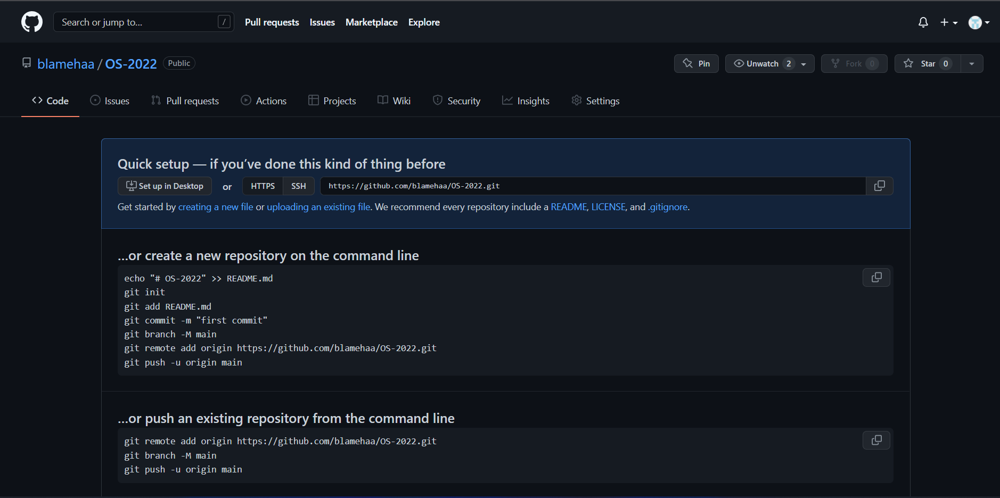 Search or jump to... / Pull requests Issues Marketplace Explore
blamehaa / OS-2022 Public Pin Unwatch 2 Fork 0 Star 0
Code Issues Pull requests Actions Projects Wiki Security Insights Settings
Quick setup — if you’ve done this kind of thing before
Set up in Desktop or HTTPS SSH https://github.com/blamehaa/OS-2022.git
Get started by creating a new file or uploading an existing file. We recommend every repository include a README, LICENSE, and .gitignore.
…or create a new repository on the command line
echo "# OS-2022" >> README.md
git init
git add README.md
git commit -m "first commit"
git branch -M main
git remote add origin https://github.com/blamehaa/OS-2022.git
git push -u origin main
…or push an existing repository from the command line
git remote add origin https://github.com/blamehaa/OS-2022.git
git branch -M main
git push -u origin main